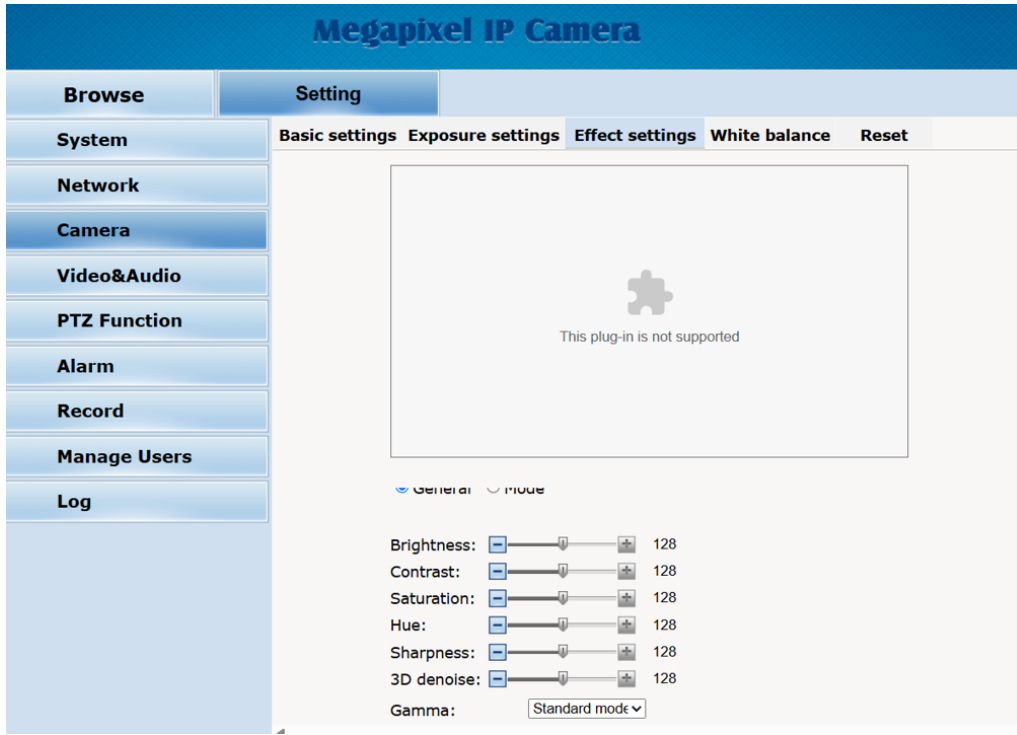 Megapixel IP Camera
Browse Setting
System
Network
Camera
Video&Audio
PTZ Function
Alarm
Record
Manage Users
Log
Basic settings Exposure settings Effect settings White balance Reset
This plug-in is not supported
General Mode
Brightness: 128
Contrast: 128
Saturation: 128
Hue: 128
Sharpness: 128
3D denoise: 128
Gamma: Standard mode